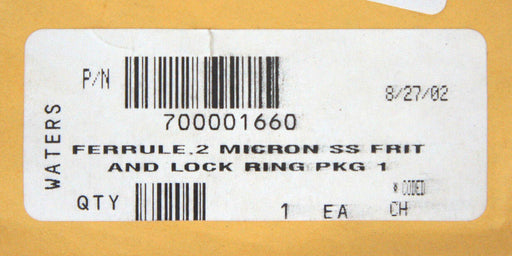 P/N
8/27/02
700001660
WATERS
FERRULE.2 MICRON SS FRIT
AND LOCK RING PKG 1
* CODED
QTY 1 EA CH